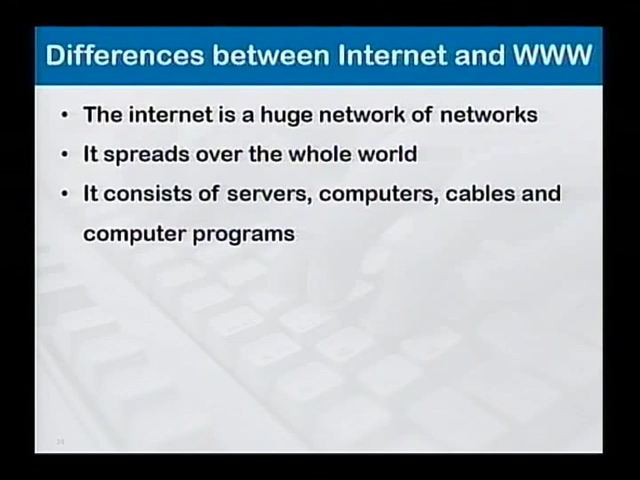 Differences between Internet and WWW
• The internet is a huge network of networks
• It spreads over the whole world
• It consists of servers, computers, cables and
computer programs
24